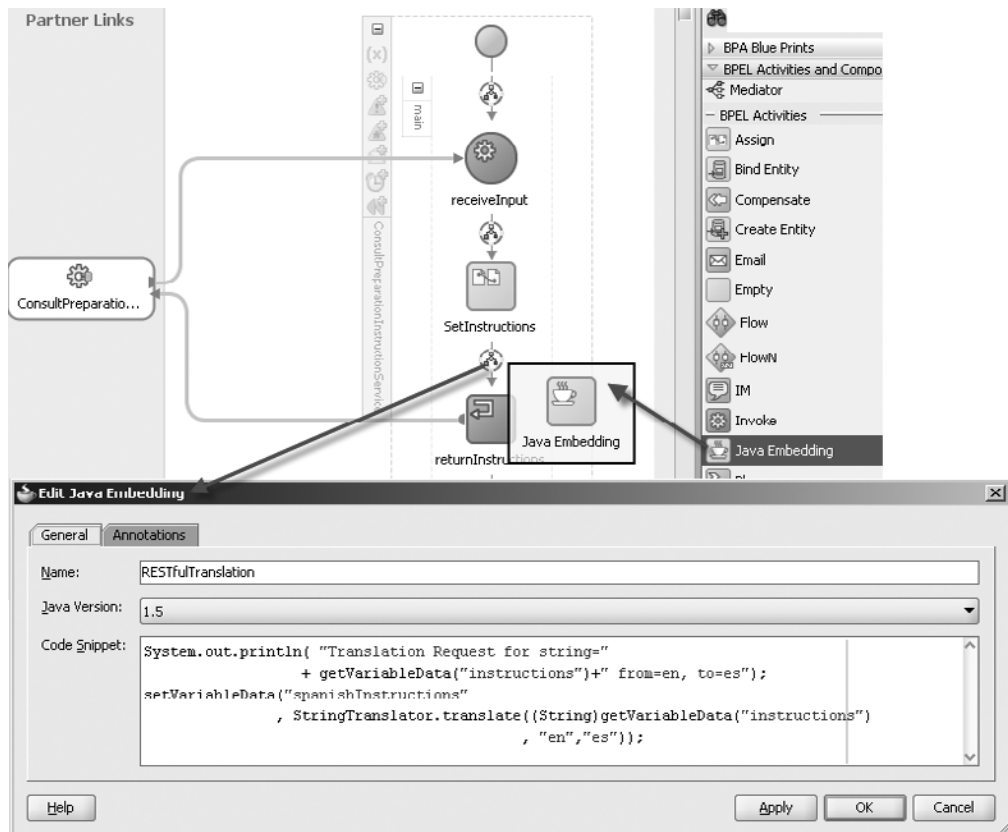 Partner Links
main
ConsultPreparationInstructionService
receiveInput
ConsultPreparatio...
SetInstructions
returnInstructions
Java Embedding
BPA Blue Prints
BPEL Activities and Compo
Mediator
BPEL Activities
Assign
Bind Entity
Compensate
Create Entity
Email
Empty
Flow
FlowN
IM
Invoke
Java Embedding
Edit Java Embedding
General
Annotations
Name:
RESTfulTranslation
Java Version:
1.5
Code Snippet:
System.out.println( "Translation Request for string="
+ getVariableData("instructions")+" from=en, to=es");
setVariableData("spanishInstructions"
, StringTranslator.translate((String)getVariableData("instructions")
, "en","es"));
Help
Apply
OK
Cancel